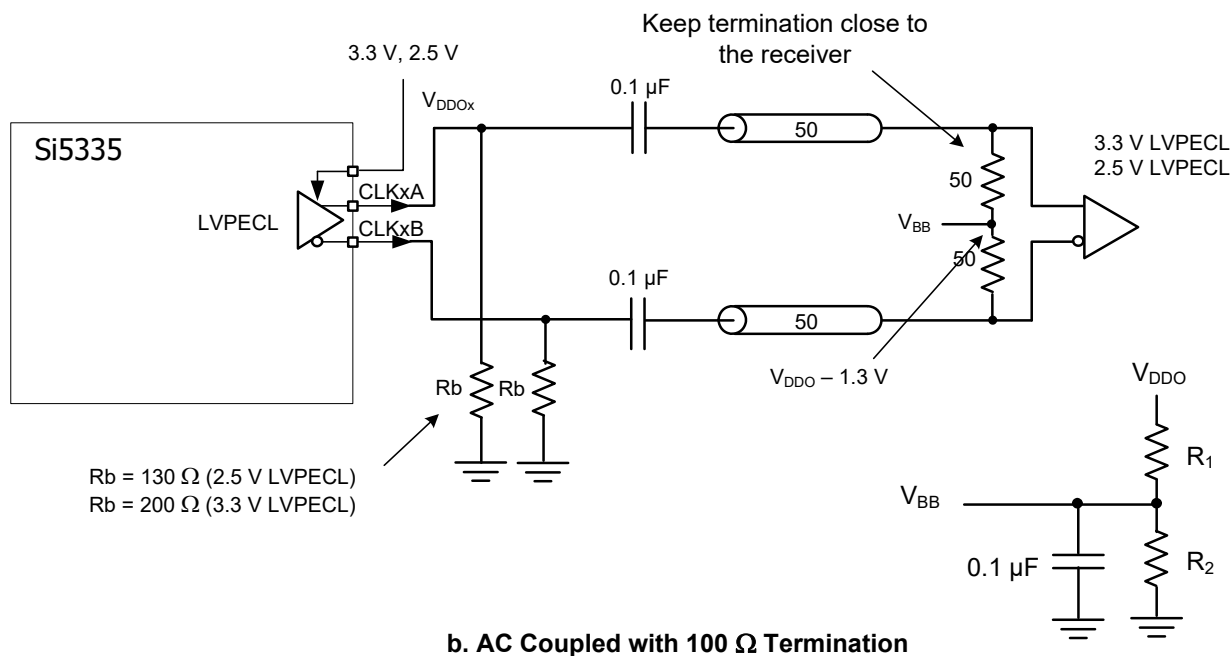 Keep termination close to
the receiver
3.3 V, 2.5 V
0.1 µF
VDDOx
50
Si5335
3.3 V LVPECL
2.5 V LVPECL
CLKxA
50
LVPECL
VBB
CLKxB
50
0.1 µF
50
VDDO – 1.3 V
VDDO
Rb
Rb
R1
Rb = 130 Ω (2.5 V LVPECL)
Rb = 200 Ω (3.3 V LVPECL)
VBB
0.1 µF
R2
b. AC Coupled with 100 Ω Termination